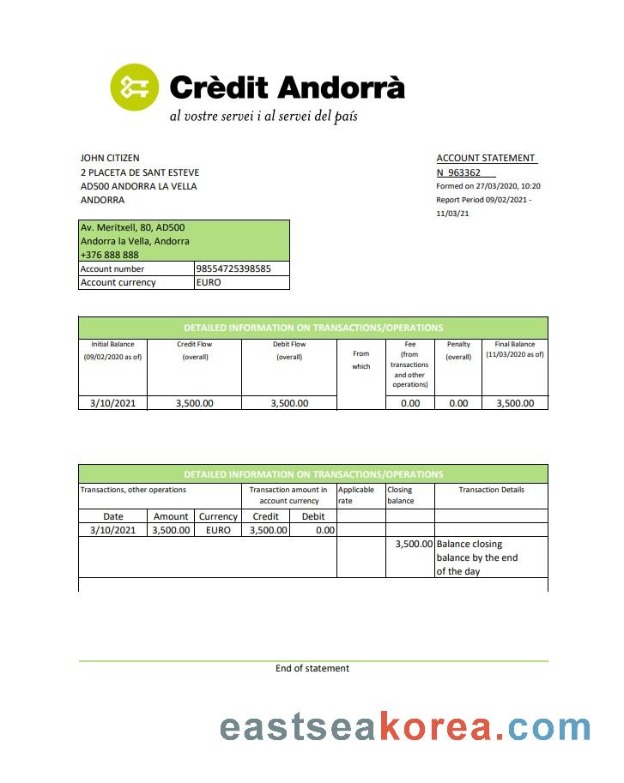 Crèdit Andorrà
al vostre servei i al servei del país
JOHN CITIZEN
2 PLACETA DE SANT ESTEVE
AD500 ANDORRA LA VELLA
ANDORRA
ACCOUNT STATEMENT
N 963362
Formed on 27/03/2020, 10:20
Report Period 09/02/2021 -
11/03/21
Av. Meritxell, 80, AD500
Andorra la Vella, Andorra
+376 888 888
Account number 98554725398585
Account currency EURO
DETAILED INFORMATION ON TRANSACTIONS/OPERATIONS
Initial Balance
(09/02/2020 as of)
Credit Flow
(overall)
Debit Flow
(overall)
From
which
Fee
(from
transactions
and other
operations)
Penalty
(overall)
Final Balance
(11/03/2020 as of)
3/10/2021 3,500.00 3,500.00 0.00 0.00 3,500.00
DETAILED INFORMATION ON TRANSACTIONS/OPERATIONS
Transactions, other operations
Transaction amount in
account currency
Applicable
rate
Closing
balance
Transaction Details
Date Amount Currency Credit Debit
3/10/2021 3,500.00 EURO 3,500.00 0.00
3,500.00 Balance closing
balance by the end
of the day
End of statement
eastseakorea.com